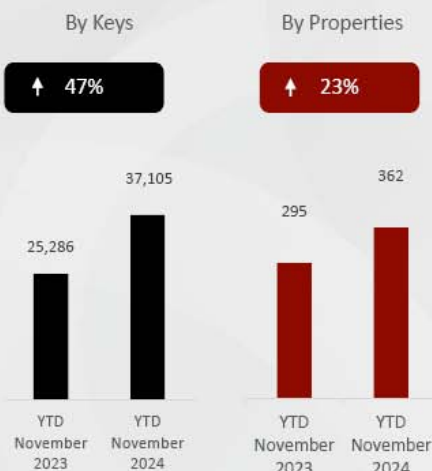 By Keys
47%
37,105
25,286
YTD
November
2023
YTD
November
2024
By Properties
23%
362
295
YTD
November
2023
YTD
November
2024